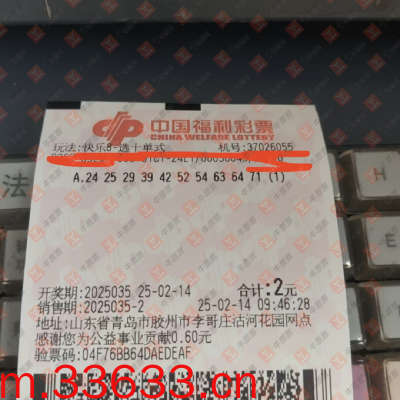 中国福利彩票
CHINA WELFARE LOTTERY
玩法:快乐8-选十单式 机号:37026055
A.24 25 29 39 42 52 54 63 64 71 (1)
开奖期:2025035 25-02-14 合计:2元
销售期:2025035-2 25-02-14 09:46:28
地址:山东省青岛市胶州市李哥庄沽河花园网点
感谢您为公益事业贡献0.60元
验票码:04F76BB64DAEDEAF
m.33633.cn
法
H